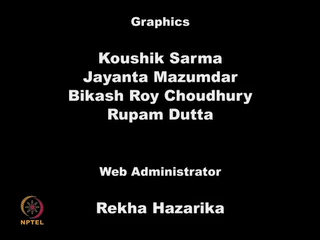 Graphics
Koushik Sarma
Jayanta Mazumdar
Bikash Roy Choudhury
Rupam Dutta
Web Administrator
Rekha Hazarika
NPTEL